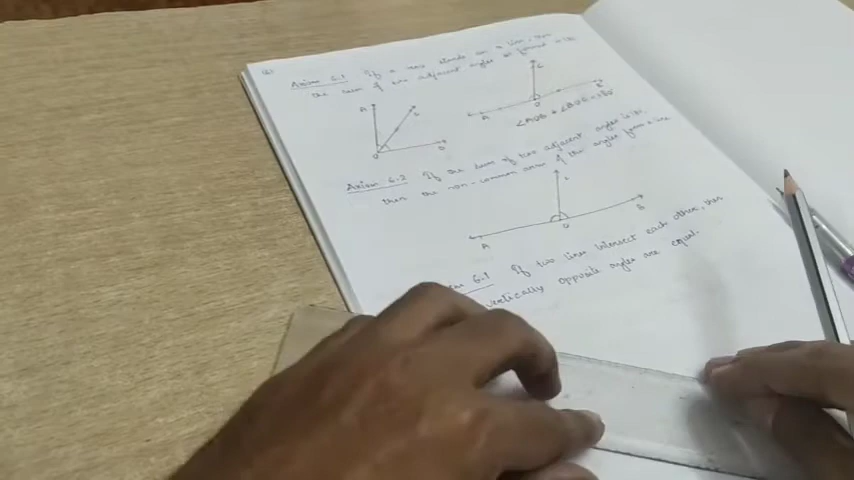 Axiom 6.1 If a ray stands on a line, then
the sum of two adjacent angles so formed is 180
A
C
O
B
C
A
O
B
∠AOC + ∠BOC = 180°
Axiom 6.2 If the sum of two adjacent angles is 180
then the non-common arms of the angles form a line
C
A
O
B
6.1 If two lines intersect each other, then
vertically opposite angles are equal.